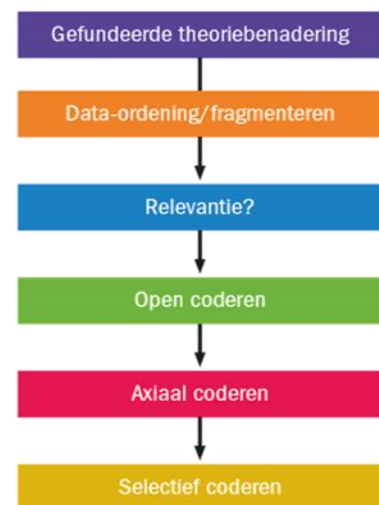 Gefundeerde theoriebenadering
Data-ordening/fragmenteren
Relevantie?
Open coderen
Axiaal coderen
Selectief coderen